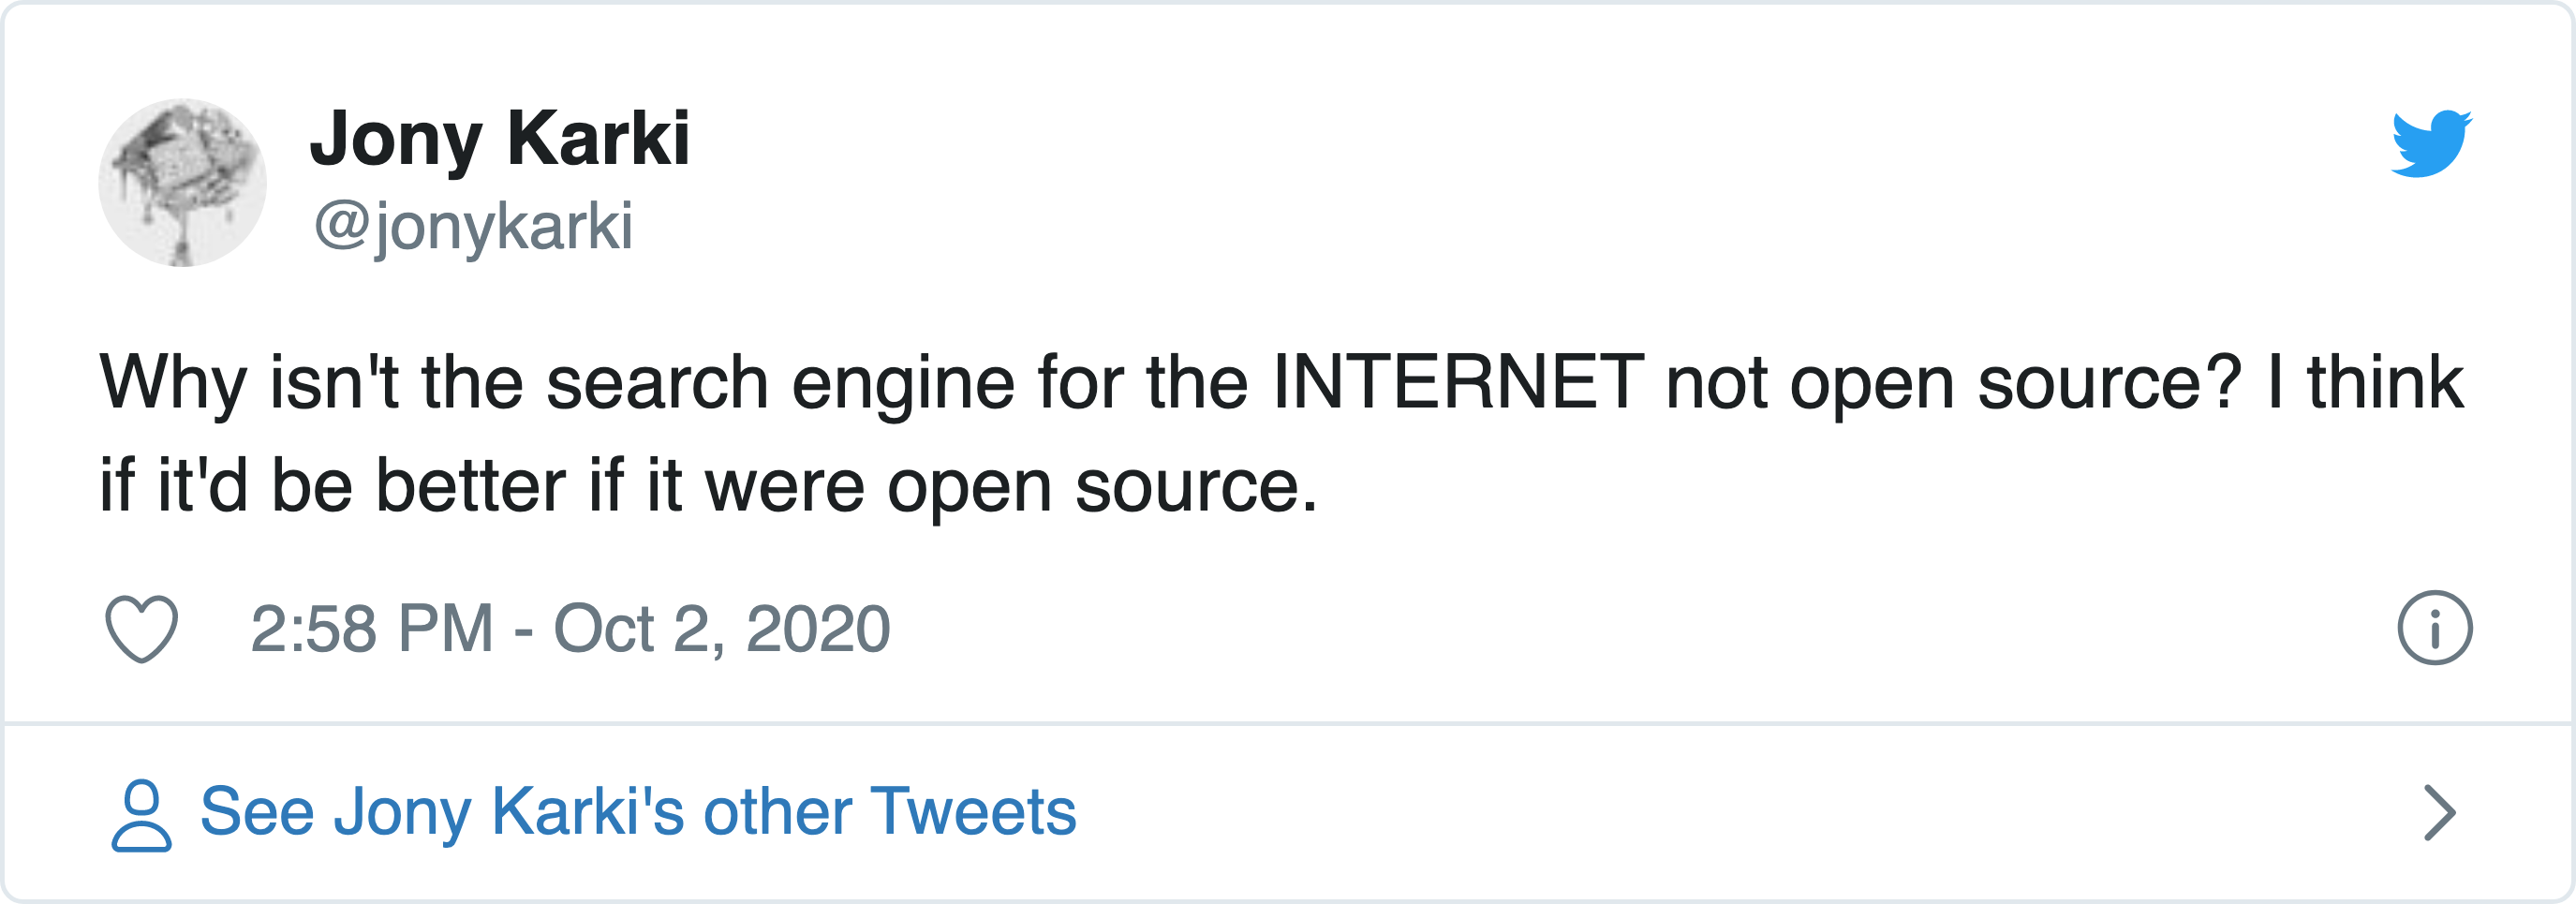 Jony Karki
@jonykarki
Why isn't the search engine for the INTERNET not open source? I think
if it'd be better if it were open source.
2:58 PM - Oct 2, 2020
See Jony Karki's other Tweets